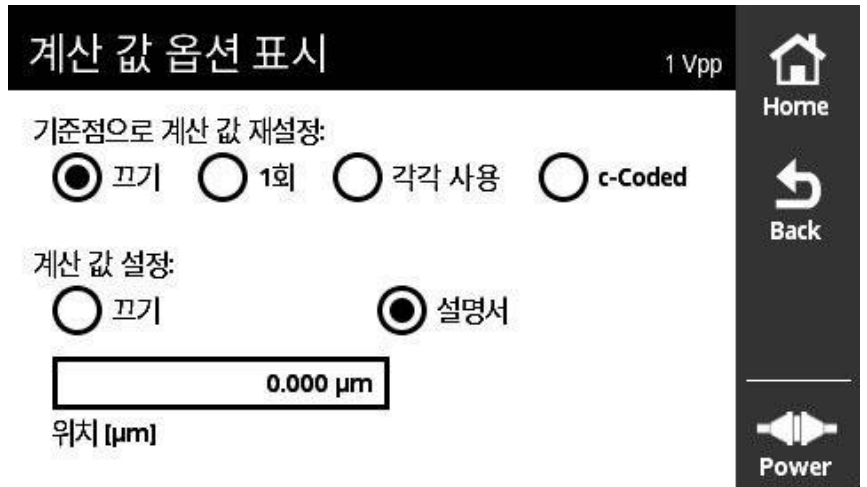 계산 값 옵션 표시
1 Vpp
Home
기준점으로 계산 값 재설정:
끄기 1회 각각 사용 c-Coded
Back
계산 값 설정:
끄기 설명서
0.000 µm
위치 [µm]
Power